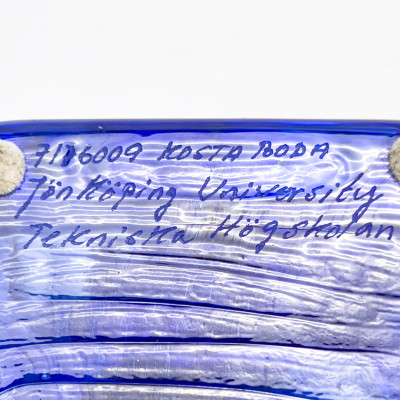 7186009 KOSTA BODA
Jönköping University
Tekniska Högskolan